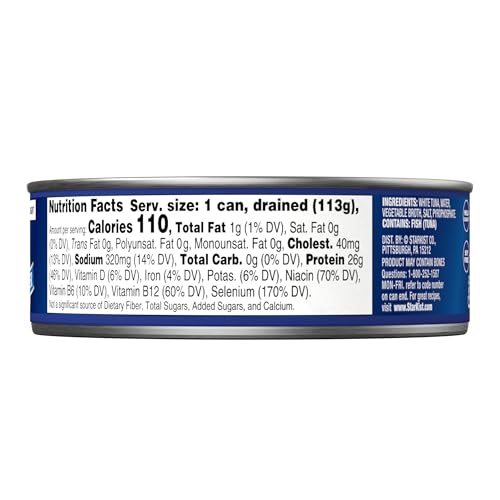 Nutrition Facts Serv. size: 1 can, drained (113g),
Amount per serving: Calories 110, Total Fat 1g (1% DV), Sat. Fat 0g
(0% DV), Trans Fat 0g, Polyunsat. Fat 0g, Monounsat. Fat 0g, Cholest. 40mg
(13% DV), Sodium 320mg (14% DV), Total Carb. 0g (0% DV), Protein 26g
(46% DV), Vitamin D (6% DV), Iron (4% DV), Potas. (6% DV), Niacin (70% DV),
Vitamin B6 (10% DV), Vitamin B12 (60% DV), Selenium (170% DV).
Not a significant source of Dietary Fiber, Total Sugars, Added Sugars, and Calcium.
INGREDIENTS: WHITE TUNA, WATER,
VEGETABLE BROTH, SALT, PYROPHOSPHATE
CONTAINS: FISH (TUNA)
DIST. BY: © STARKIST CO.
PITTSBURGH, PA 15212
PRODUCT MAY CONTAIN BONES
Questions? 1-800-252-1587
MON-FRI. refer to code number
on can end. For great recipes,
visit www.StarKist.com